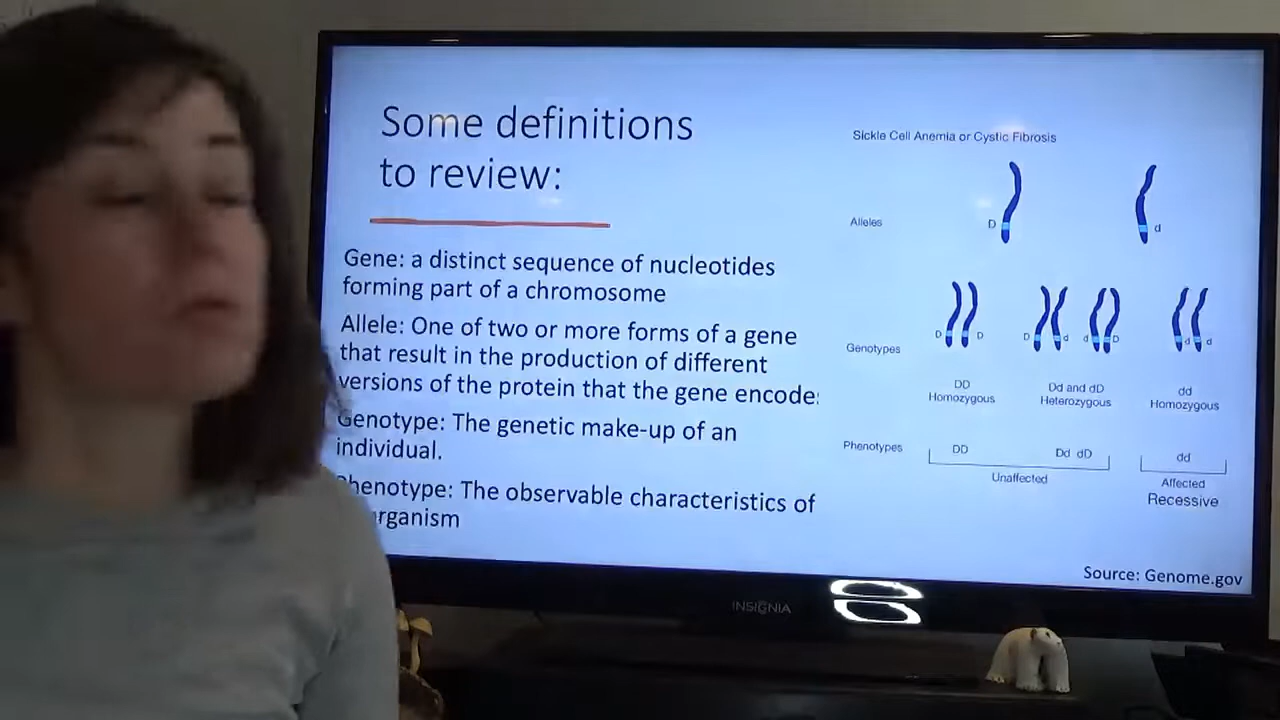 Some definitions
to review:
Gene: a distinct sequence of nucleotides
forming part of a chromosome
Allele: One of two or more forms of a gene
that result in the production of different
versions of the protein that the gene encode
Genotype: The genetic make-up of an
individual.
Phenotype: The observable characteristics of
organism
Sickle Cell Anemia or Cystic Fibrosis
Alleles
D
d
Genotypes
D D D d d D d d
DD
Homozygous
Dd and dD
Heterozygous
dd
Homozygous
Phenotypes
DD
Dd dD
dd
Unaffected
Affected
Recessive
Source: Genome.gov
INSIGNIA